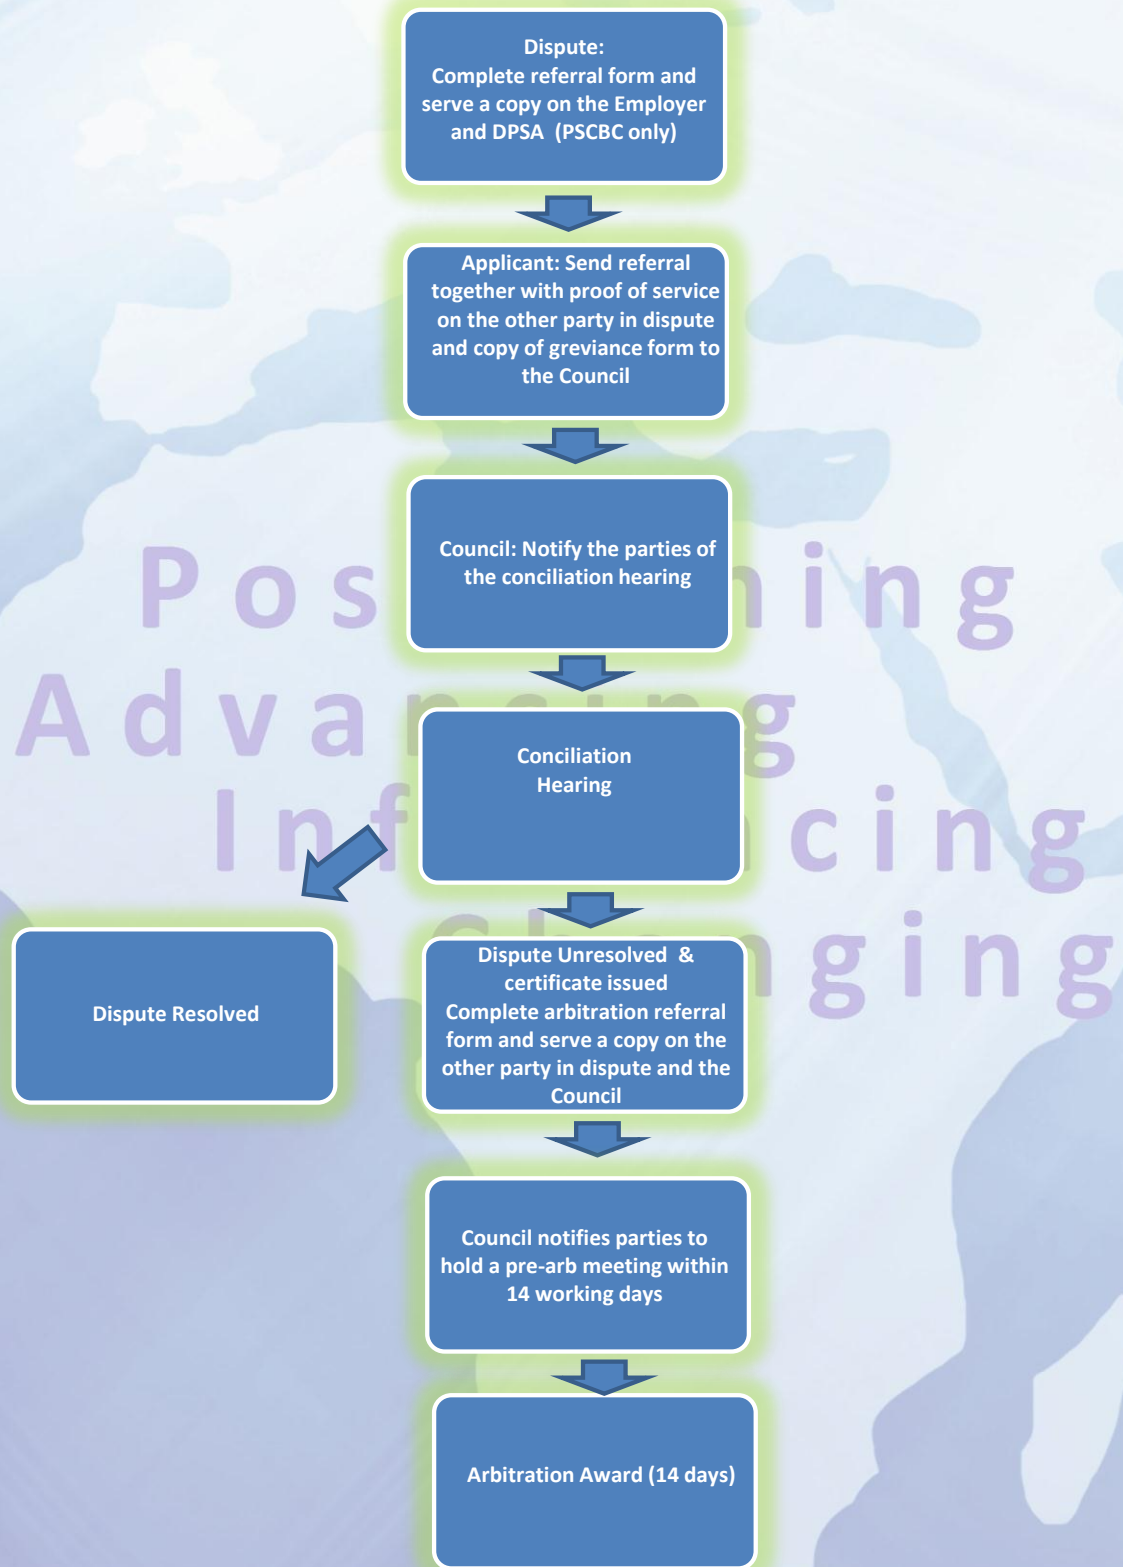 Dispute:
Complete referral form and
serve a copy on the Employer
and DPSA (PSCBC only)
Applicant: Send referral
together with proof of service
on the other party in dispute
and copy of greviance form to
the Council
Council: Notify the parties of
the conciliation hearing
Conciliation
Hearing
Dispute Resolved
Dispute Unresolved &
certificate issued
Complete arbitration referral
form and serve a copy on the
other party in dispute and the
Council
Council notifies parties to
hold a pre-arb meeting within
14 working days
Arbitration Award (14 days)
Advancing